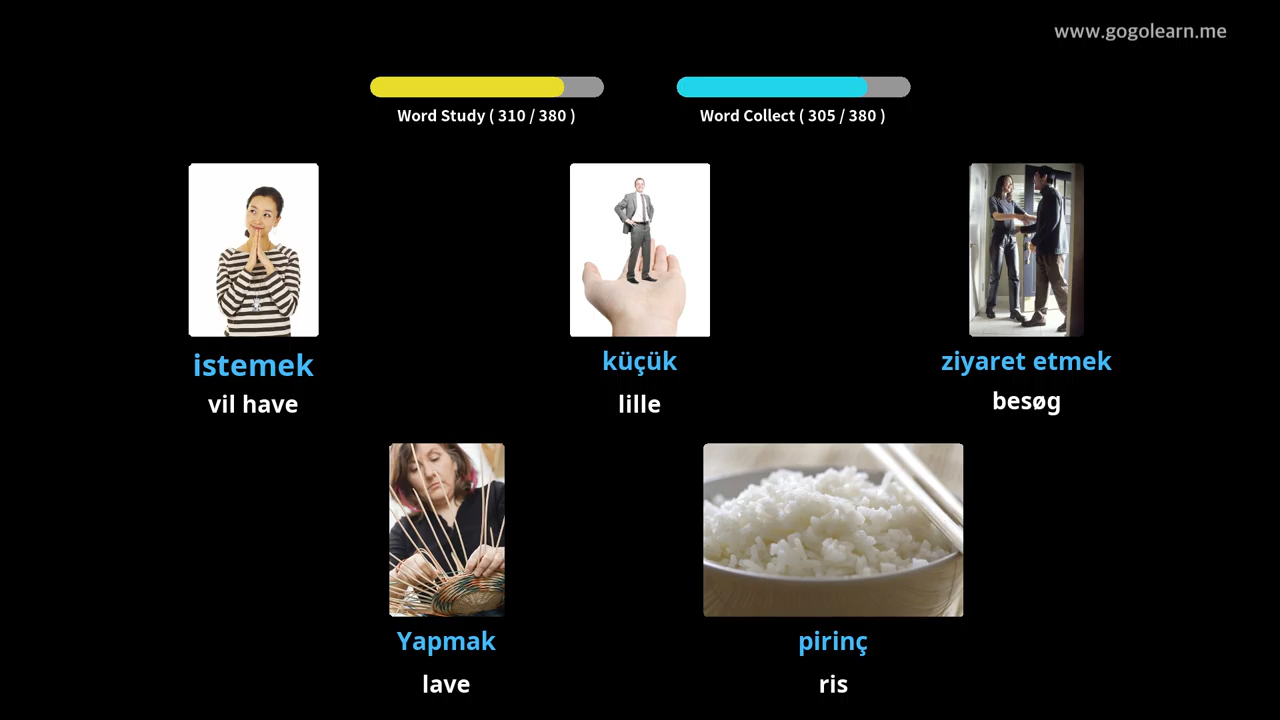 www.gogolearn.me
Word Study ( 310 / 380 )
Word Collect ( 305 / 380 )
istemek
vil have
küçük
lille
ziyaret etmek
besøg
Yapmak
lave
pirinç
ris